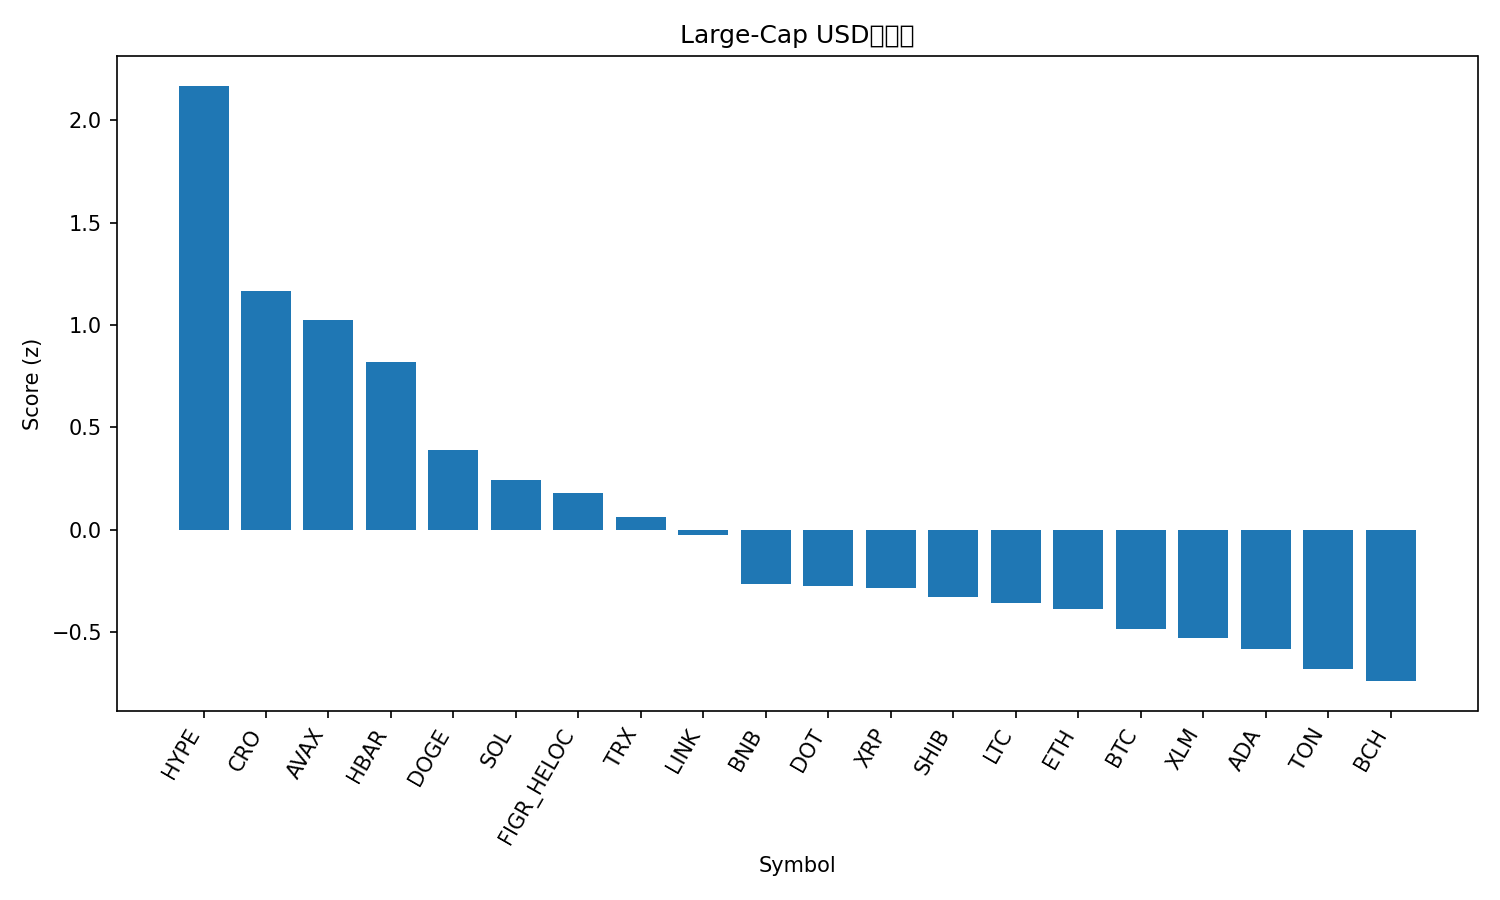 Large-Cap USD
2.0
1.5
1.0
0.5
0.0
−0.5
Score (z)
HYPE
CRO
AVAX
HBAR
DOGE
SOL
FIGR_HELOC
TRX
LINK
BNB
DOT
XRP
SHIB
LTC
ETH
BTC
XLM
ADA
TON
BCH
Symbol